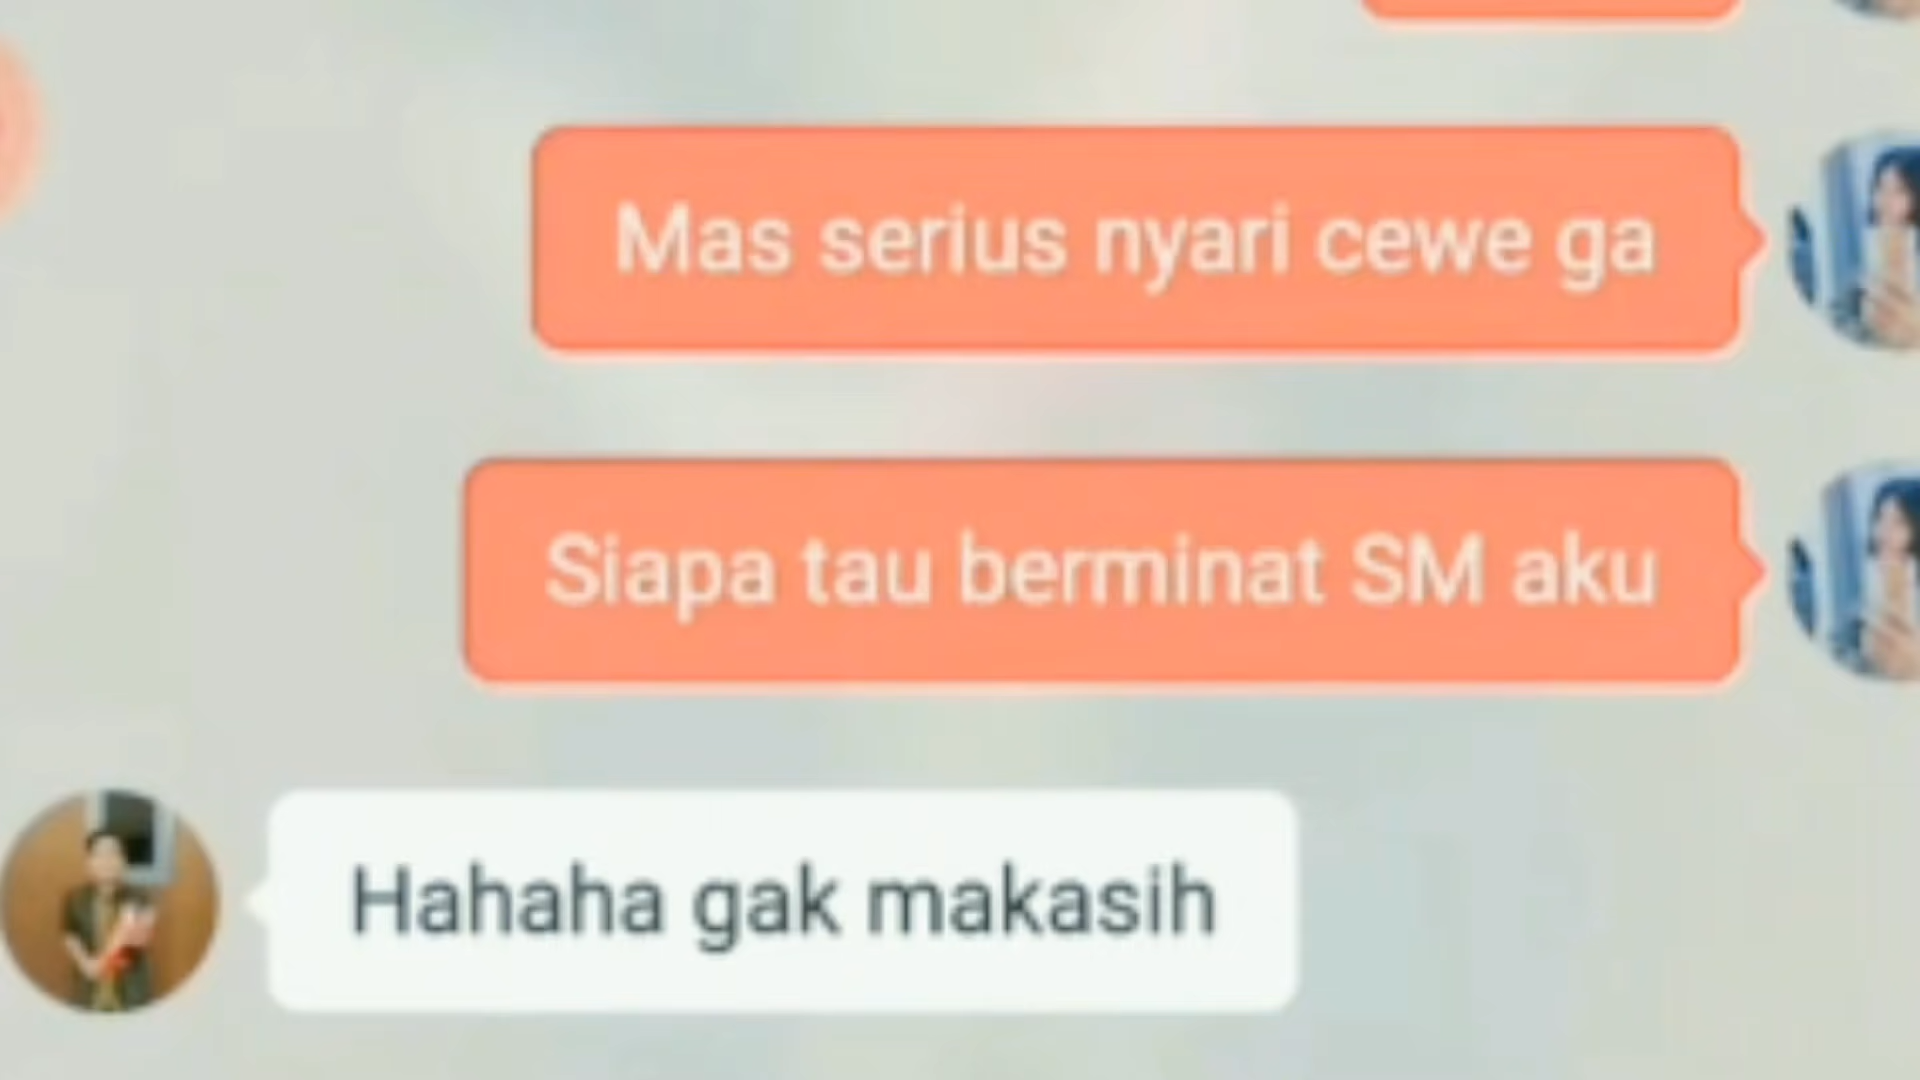 Mas serius nyari cewe ga
Siapa tau berminat SM aku
Hahaha gak makasih